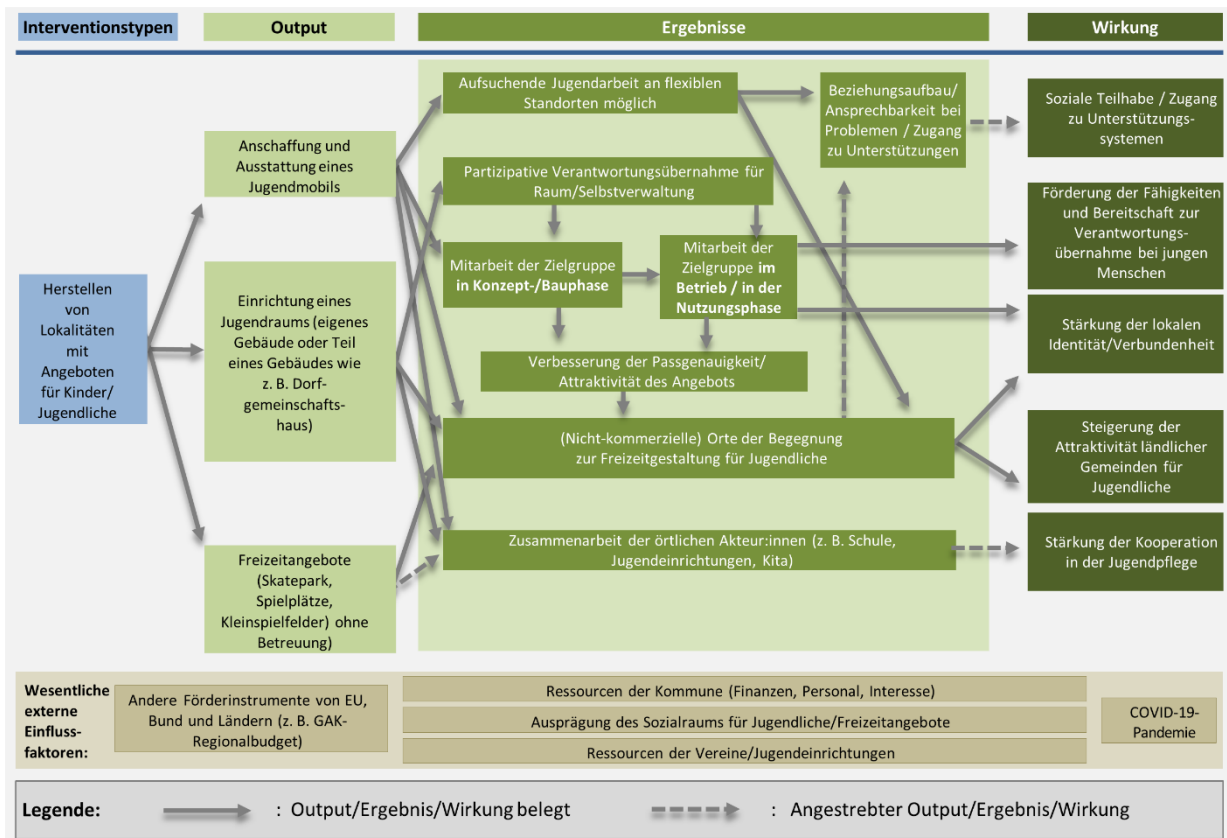 Interventionstypen
Output
Ergebnisse
Wirkung
Herstellen
von
Lokalitäten
mit
Angeboten
für Kinder/
Jugendliche
Anschaffung und
Ausstattung eines
Jugendmobils
Einrichtung eines
Jugendraums (eigenes
Gebäude oder Teil
eines Gebäudes wie
z. B. Dorf-
gemeinschafts-
haus)
Freizeitangebote
(Skatepark,
Spielplätze,
Kleinspielfelder) ohne
Betreuung)
Aufsuchende Jugendarbeit an flexiblen
Standorten möglich
Beziehungsaufbau/
Ansprechbarkeit bei
Problemen / Zugang
zu Unterstützungen
Partizipative Verantwortungsübernahme für
Raum/Selbstverwaltung
Mitarbeit der Zielgruppe
in Konzept-/Bauphase
Mitarbeit der
Zielgruppe im
Betrieb / in der
Nutzungsphase
Verbesserung der Passgenauigkeit/
Attraktivität des Angebots
(Nicht-kommerzielle) Orte der Begegnung
zur Freizeitgestaltung für Jugendliche
Zusammenarbeit der örtlichen Akteur:innen (z. B. Schule,
Jugendeinrichtungen, Kita)
Soziale Teilhabe / Zugang
zu Unterstützungs-
systemen
Förderung der Fähigkeiten
und Bereitschaft zur
Verantwortungs-
übernahme bei jungen
Menschen
Stärkung der lokalen
Identität/Verbundenheit
Steigerung der
Attraktivität ländlicher
Gemeinden für
Jugendliche
Stärkung der Kooperation
in der Jugendpflege
Wesentliche
externe
Einfluss-
faktoren:
Andere Förderinstrumente von EU,
Bund und Ländern (z. B. GAK-
Regionalbudget)
Ressourcen der Kommune (Finanzen, Personal, Interesse)
Ausprägung des Sozialraums für Jugendliche/Freizeitangebote
Ressourcen der Vereine/Jugendeinrichtungen
COVID-19-
Pandemie
Legende:
: Output/Ergebnis/Wirkung belegt
: Angestrebter Output/Ergebnis/Wirkung